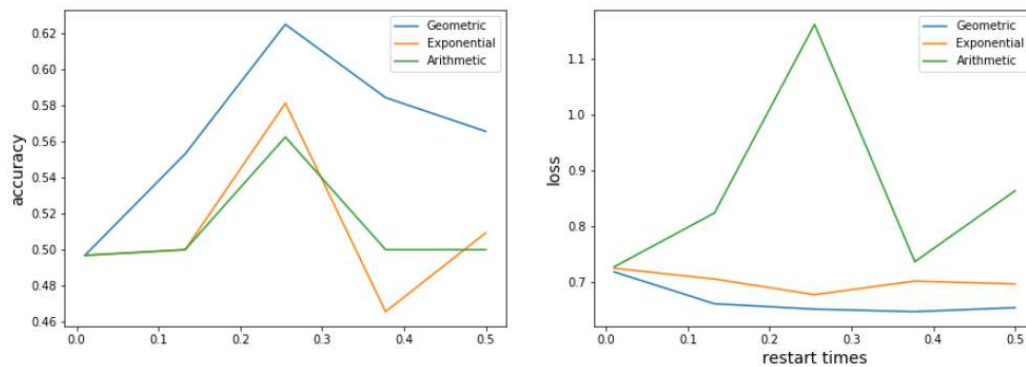 accuracy
0.62
0.60
0.58
0.56
0.54
0.52
0.50
0.48
0.46
0.0 0.1 0.2 0.3 0.4 0.5
Geometric
Exponential
Arithmetic
loss
1.1
1.0
0.9
0.8
0.7
0.0 0.1 0.2 0.3 0.4 0.5
restart times
Geometric
Exponential
Arithmetic